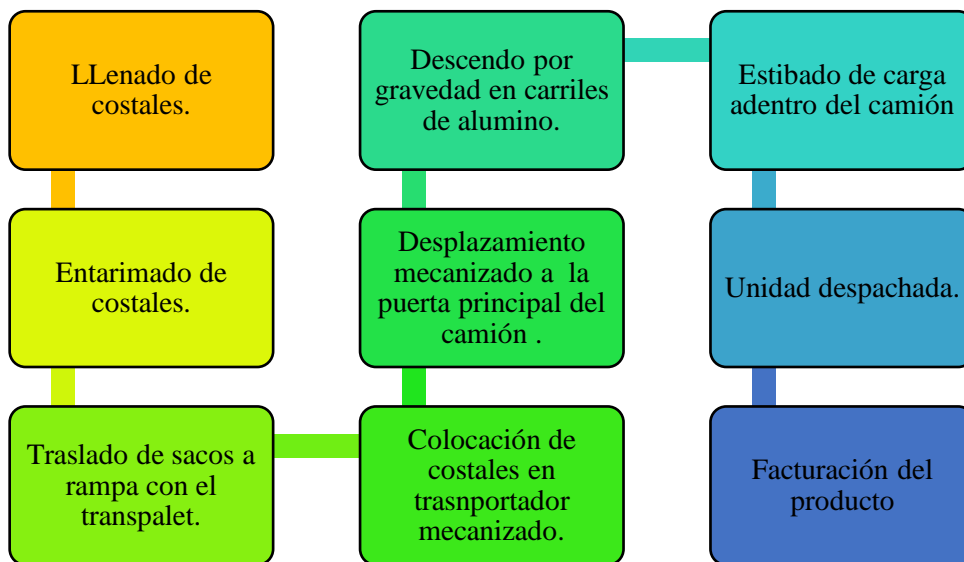 LLenado de
costales.
Entarimado de
costales.
Traslado de sacos a
rampa con el
transpalet.
Colocación de
costales en
trasnportador
mecanizado.
Desplazamiento
mecanizado a  la
puerta principal del
camión .
Descendo por
gravedad en carriles
de alumino.
Estibado de carga
adentro del camión
Unidad despachada.
Facturación del
producto